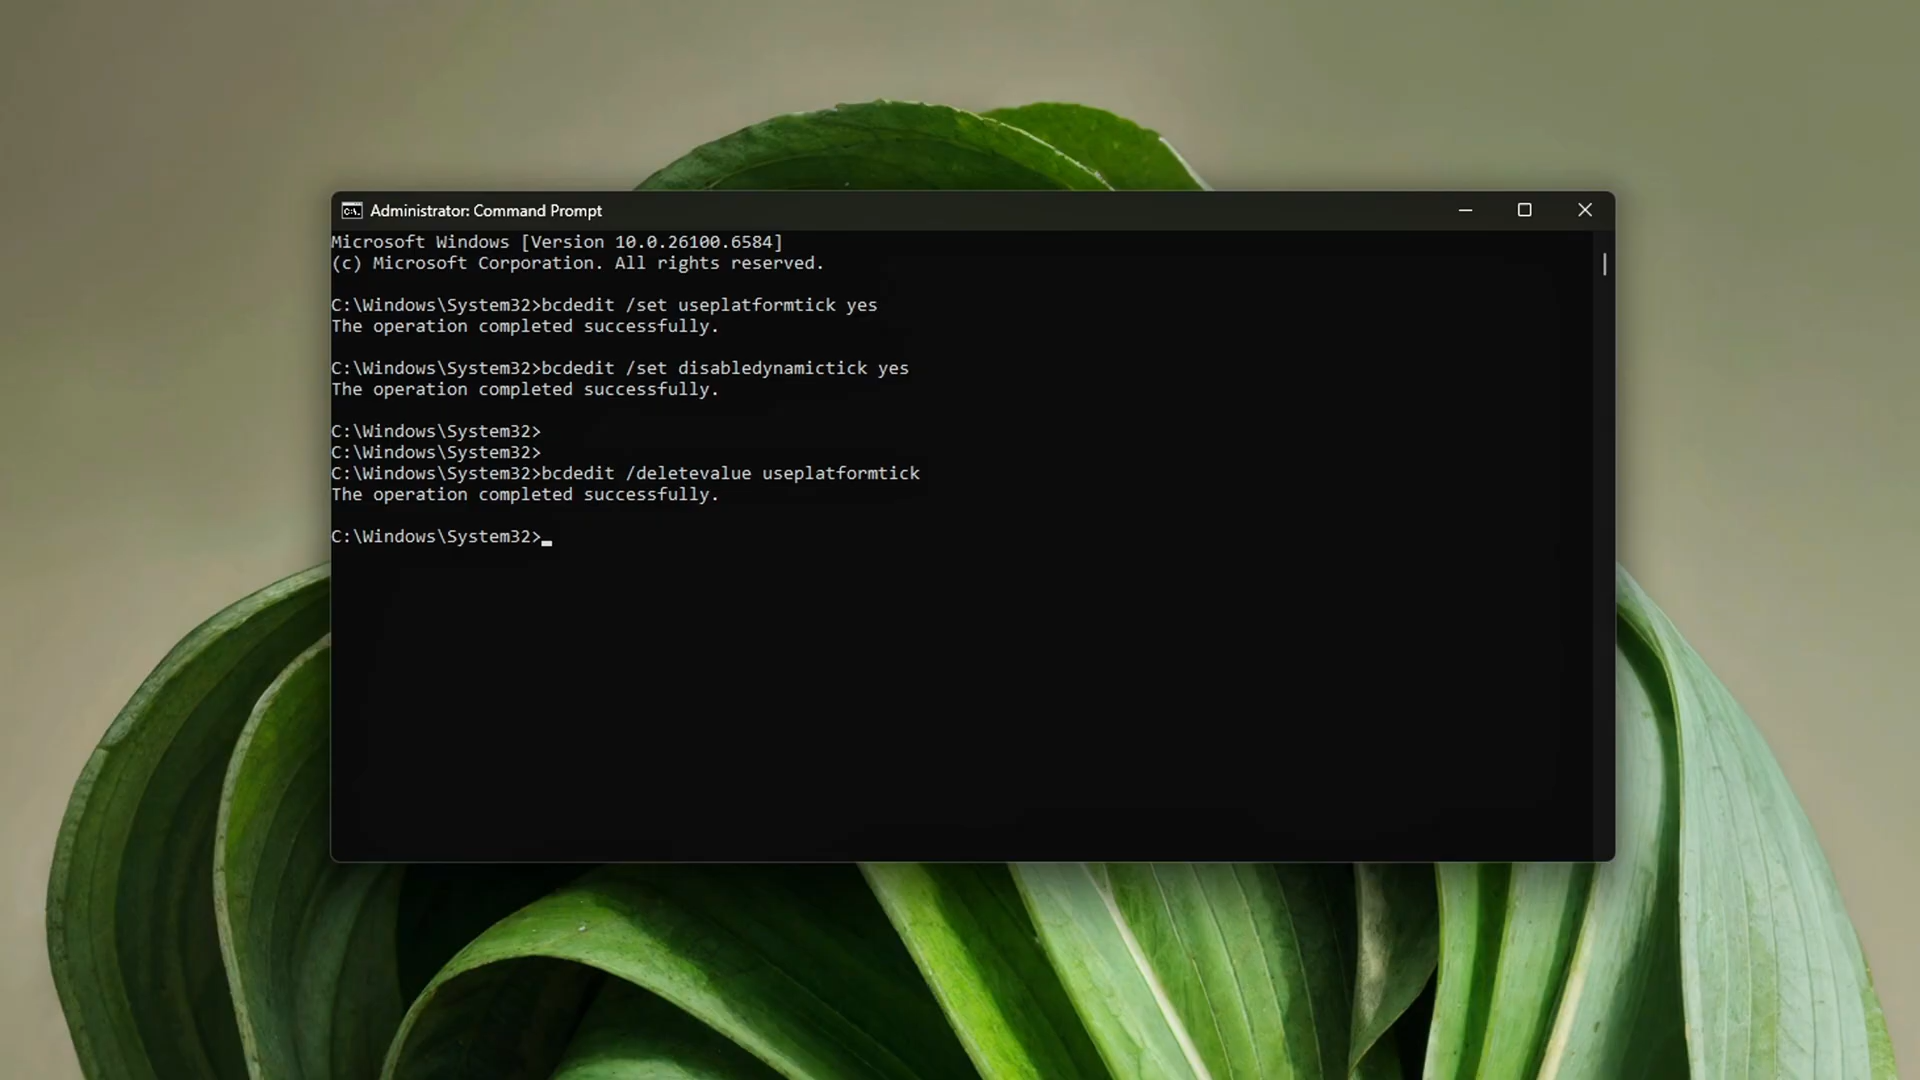 Administrator: Command Prompt
Microsoft Windows [Version 10.0.26100.6584]
(c) Microsoft Corporation. All rights reserved.
C:\Windows\System32>bcdedit /set useplatformtick yes
The operation completed successfully.
C:\Windows\System32>bcdedit /set disabledynamictick yes
The operation completed successfully.
C:\Windows\System32>
C:\Windows\System32>
C:\Windows\System32>bcdedit /deletevalue useplatformtick
The operation completed successfully.
C:\Windows\System32>